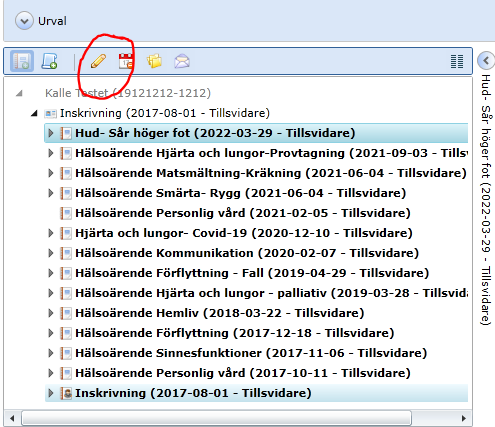 Urval
Kalle Testet (19121212-1212)
Inskrivning (2017-08-01 - Tillsvidare)
Hud- Sår höger fot (2022-03-29 - Tillsvidare)
Hälsoärende Hjärta och lungor-Provtagning (2021-09-03 - Tills
Hälsoärende Matsmältning-Kräkning (2021-06-04 - Tillsvidare)
Hälsoärende Smärta- Rygg (2021-06-04 - Tillsvidare)
Hälsoärende Personlig vård (2021-02-05 - Tillsvidare)
Hjärta och lungor- Covid-19 (2020-12-10 - Tillsvidare)
Hälsoärende Kommunikation (2020-02-07 - Tillsvidare)
Hälsoärende Förflyttning - Fall (2019-04-29 - Tillsvidare)
Hälsoärende Hjärta och lungor - palliativ (2019-03-28 - Tillsvida
Hälsoärende Hemliv (2018-03-22 - Tillsvidare)
Hälsoärende Förflyttning (2017-12-18 - Tillsvidare)
Hälsoärende Sinnesfunktioner (2017-11-06 - Tillsvidare)
Hälsoärende Personlig vård (2017-10-11 - Tillsvidare)
Inskrivning (2017-08-01 - Tillsvidare)
Hud- Sår höger fot (2022-03-29 - Tillsvidare)